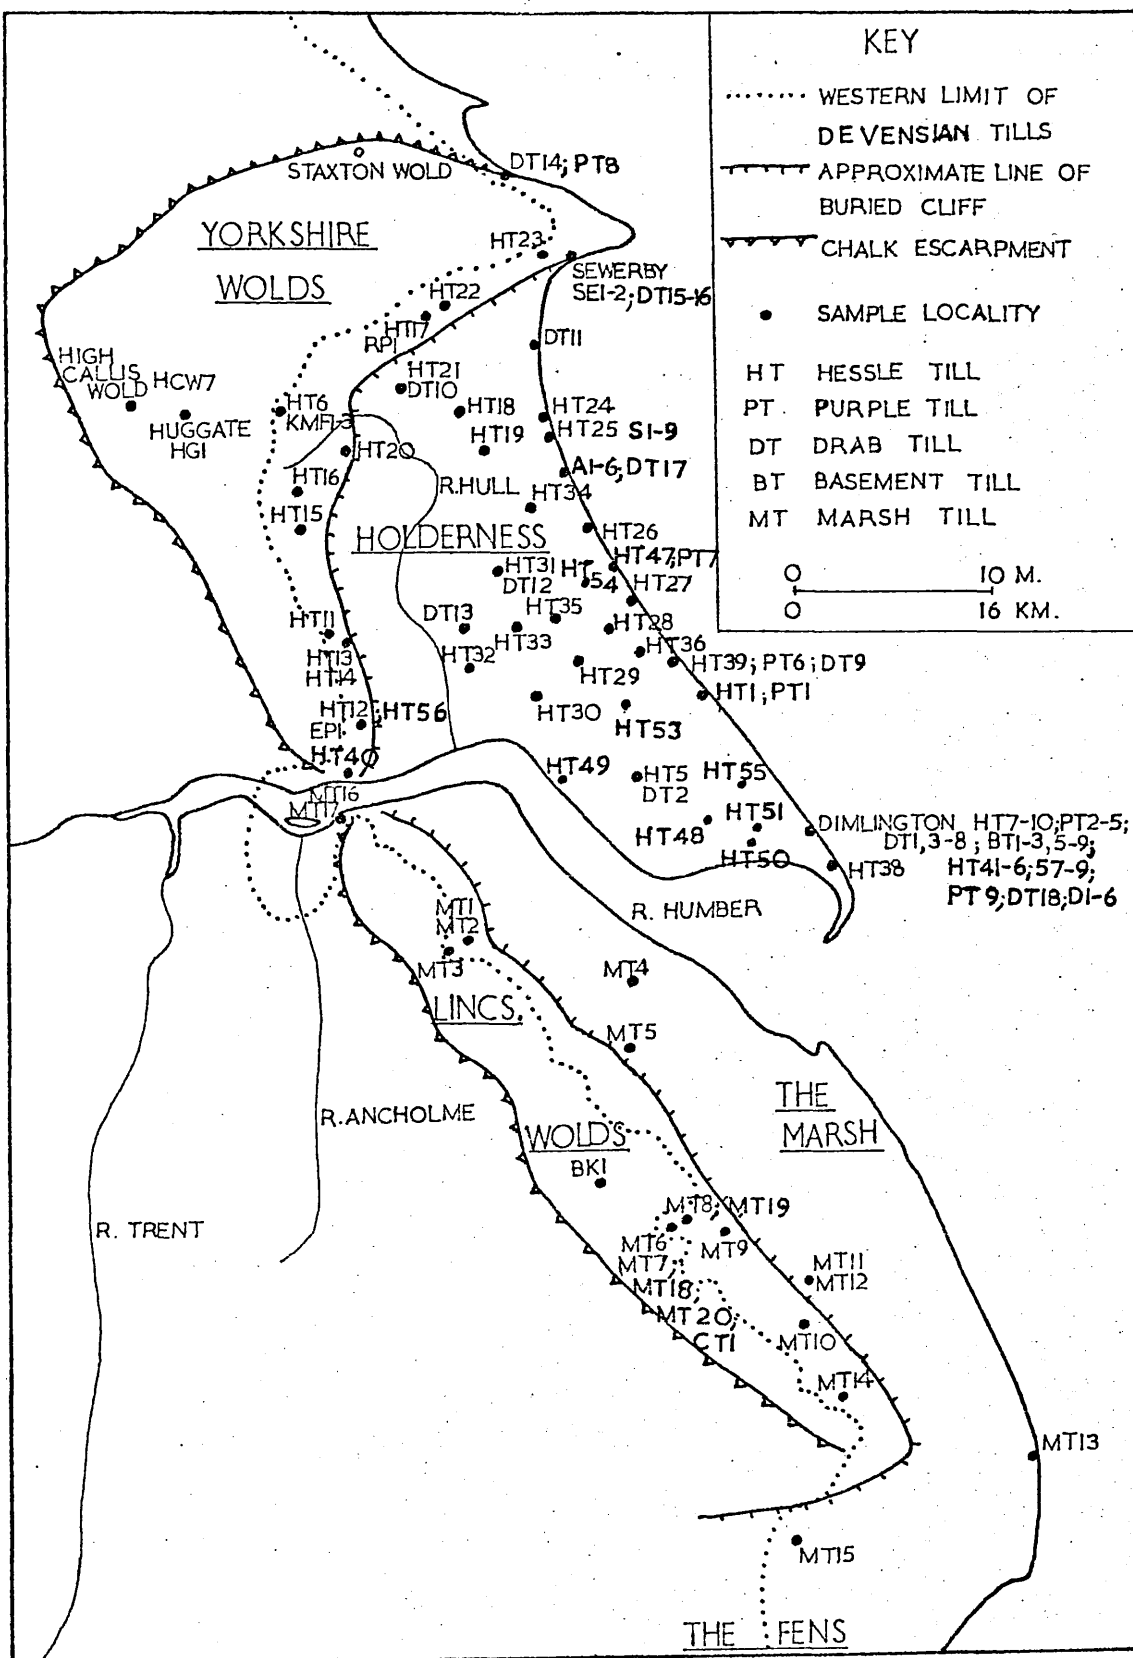 KEY
WESTERN LIMIT OF
DEVENSIAN TILLS
APPROXIMATE LINE OF
BURIED CLIFF
CHALK ESCARPMENT
SAMPLE LOCALITY
HT HESSLE TILL
PT. PURPLE TILL
DT DRAB TILL
BT BASEMENT TILL
MT MARSH TILL
0 10 M.
0 16 KM.
STAXTON WOLD
DT14; PT8
YORKSHIRE
WOLDS
HT23
SEWERBY
SE1-2; DT15-16
HT22
HT17
RP1
DT11
HIGH
CALLIS
WOLD HCW7
HUGGATE
HG1
HT21
DT10
HT6
KMF1-3
HT18
HT24
HT25 S1-9
HT19
HT20
A1-6; DT17
HT16
R.HULL
HT34
HT15
HOLDERNESS
HT26
HT47; PT7
HT31
DT12
HT
54
HT27
HT35
DT13
HT33
HT28
HT11
HT13
HT14
HT32
HT36
HT29
HT39; PT6; DT9
HT1; PT1
HT30
HT53
HT12
HT56
EP1
HT40
HT49
HT5
DT2
HT55
MT16
MT17
HT51
HT48
HT50
DIMLINGTON HT7-10; PT2-5;
DT1, 3-8; BT1-3, 5-9;
HT38
HT41-6; 57-9;
PT9; DT18; D1-6
R. HUMBER
MT1
MT2
MT3
MT4
LINCS.
MT5
THE
MARSH
R. ANCHOLME
WOLDS
BK1
R. TRENT
MT8; MT19
MT6
MT7;
MT18;
MT20;
CT1
MT9
MT11
MT12
MT10
MT14
MT13
MT15
THE FENS